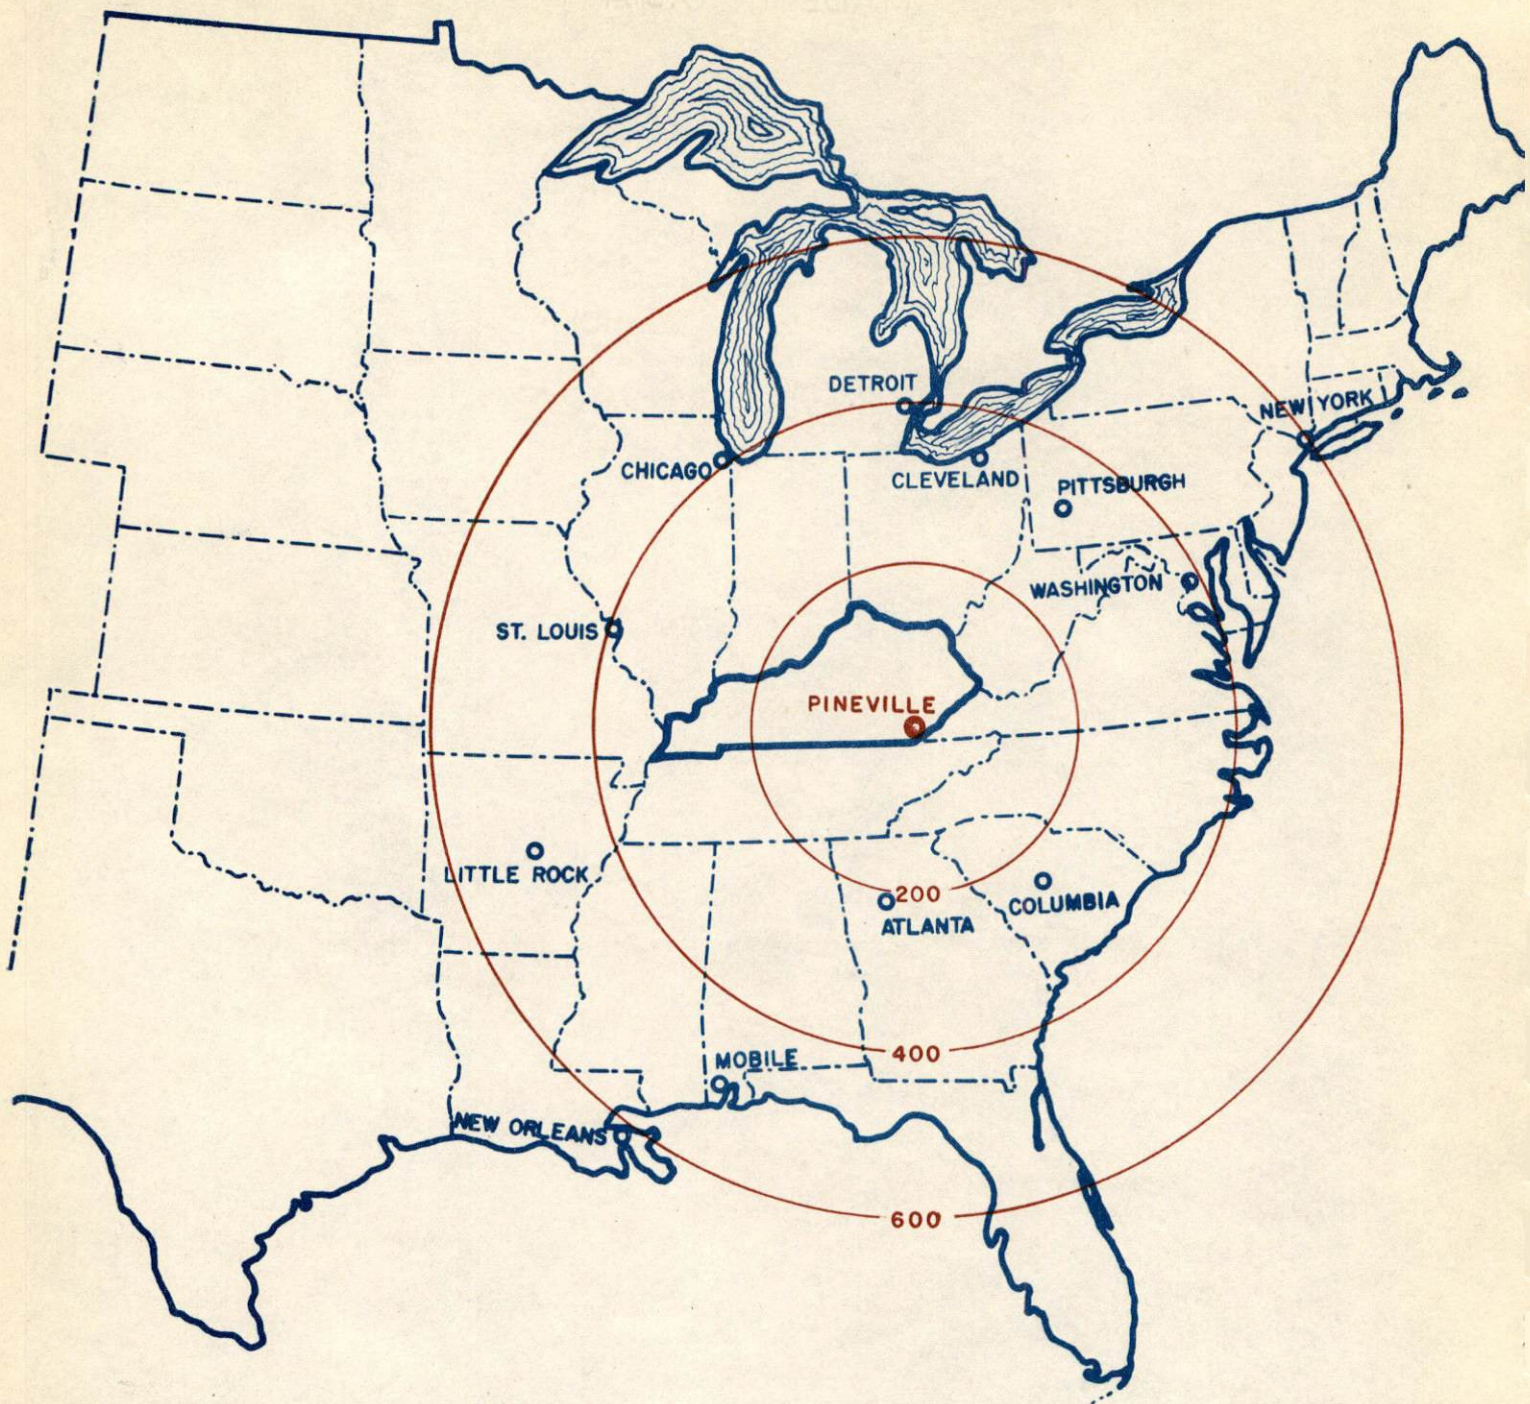 DETROIT
NEW YORK
CHICAGO
CLEVELAND
PITTSBURGH
WASHINGTON
ST. LOUIS
PINEVILLE
LITTLE ROCK
200
COLUMBIA
ATLANTA
400
MOBILE
NEW ORLEANS
600